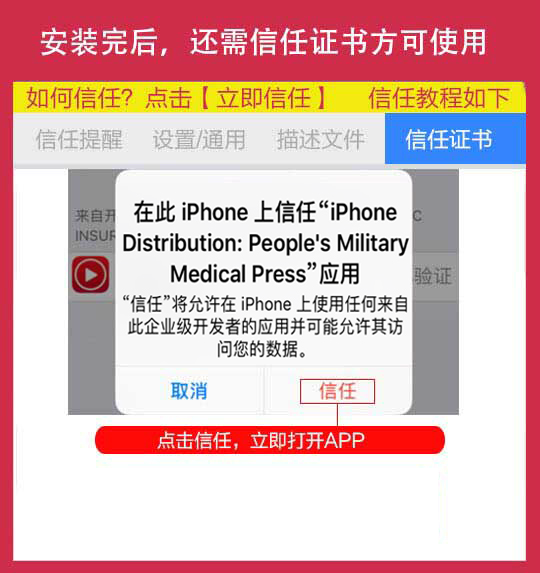 安装完后，还需信任证书方可使用
如何信任？点击【立即信任】 信任教程如下
信任提醒 设置/通用 描述文件 信任证书
来自开
C
INSUR
在此 iPhone 上信任“iPhone
Distribution: People's Military
Medical Press”应用
验证
“信任”将允许在 iPhone 上使用任何来自
此企业级开发者的应用并可能允许其访
问您的数据。
取消 信任
点击信任，立即打开APP